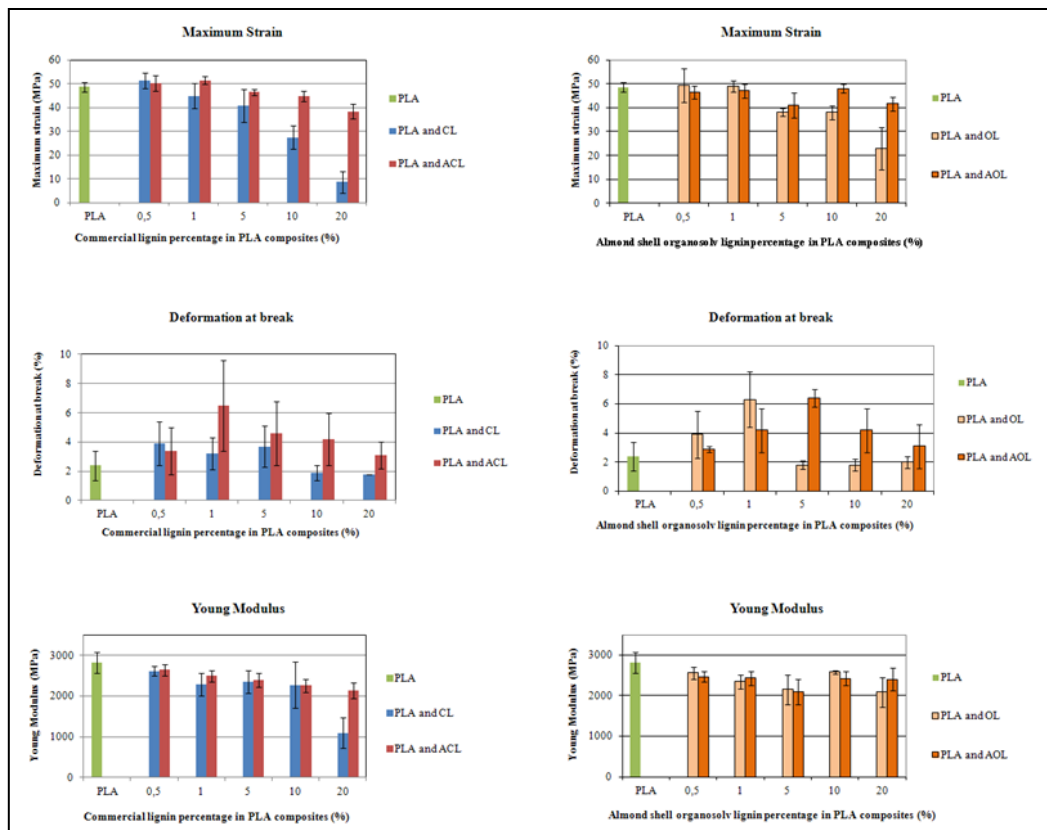 Maximum Strain
Maximum strain (MPa)
60
50
40
30
20
10
0
PLA 0,5 1 5 10 20
Commercial lignin percentage in PLA composites (%)
PLA
PLA and CL
PLA and ACL
Maximum Strain
Maximum strain (MPa)
60
50
40
30
20
10
0
PLA 0,5 1 5 10 20
Almond shell organosolv ligninpercentage in PLA composites (%)
PLA
PLA and OL
PLA and AOL
Deformation at break
Deformation at break (%)
10
8
6
4
2
0
PLA 0,5 1 5 10 20
Commercial lignin percentage in PLA composites (%)
PLA
PLA and CL
PLA and ACL
Deformation at break
Deformation at break (%)
10
8
6
4
2
0
PLA 0,5 1 5 10 20
Almond shell organosolv lignin percentage in PLA composites (%)
PLA
PLA and OL
PLA and AOL
Young Modulus
Young Modulus (MPa)
3000
2000
1000
0
PLA 0,5 1 5 10 20
Commercial lignin percentage in PLA composites (%)
PLA
PLA and CL
PLA and ACL
Young Modulus
Young Modulus (MPa)
3000
2000
1000
0
PLA 0,5 1 5 10 20
Almond shell organosolv lignin percentage in PLA composites (%)
PLA
PLA and OL
PLA and AOL